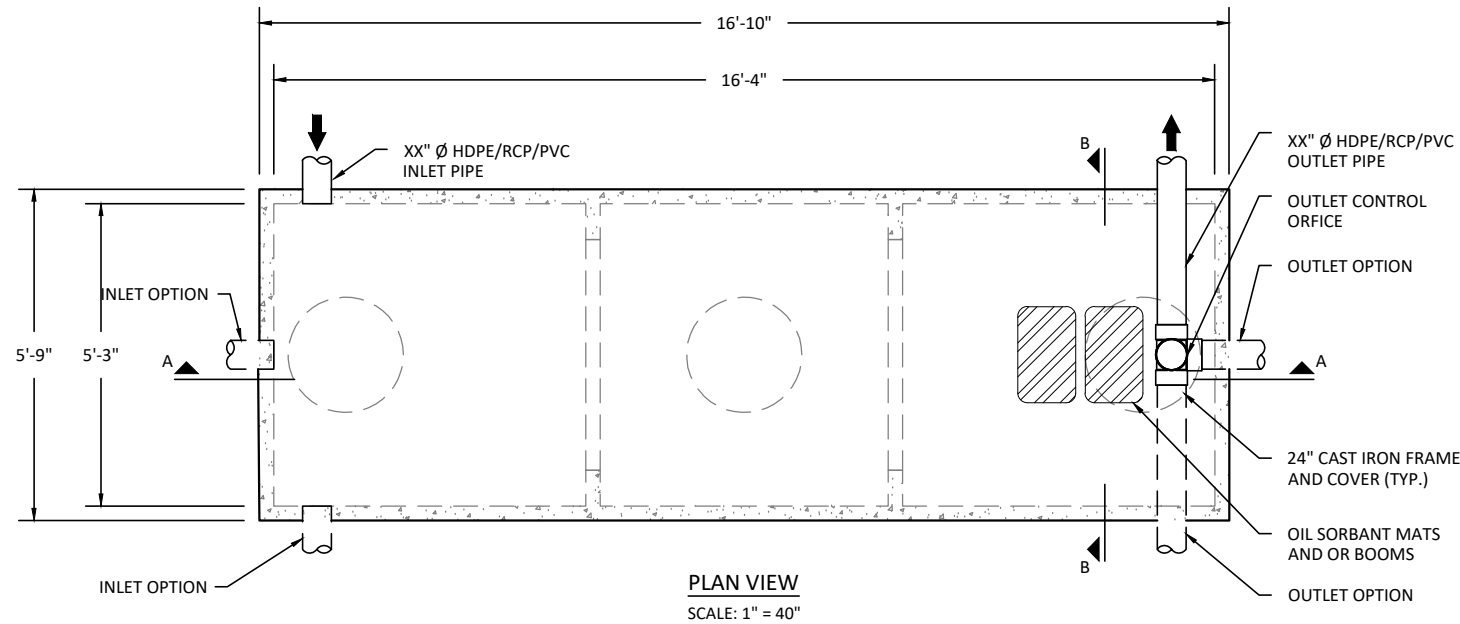 16'-10"
16'-4"
XX" Ø HDPE/RCP/PVC
INLET PIPE
B
XX" Ø HDPE/RCP/PVC
OUTLET PIPE
OUTLET CONTROL
ORFICE
OUTLET OPTION
INLET OPTION
5'-9"
5'-3"
A
A
24" CAST IRON FRAME
AND COVER (TYP.)
OIL SORBANT MATS
AND OR BOOMS
B
INLET OPTION
OUTLET OPTION
PLAN VIEW
SCALE: 1" = 40"